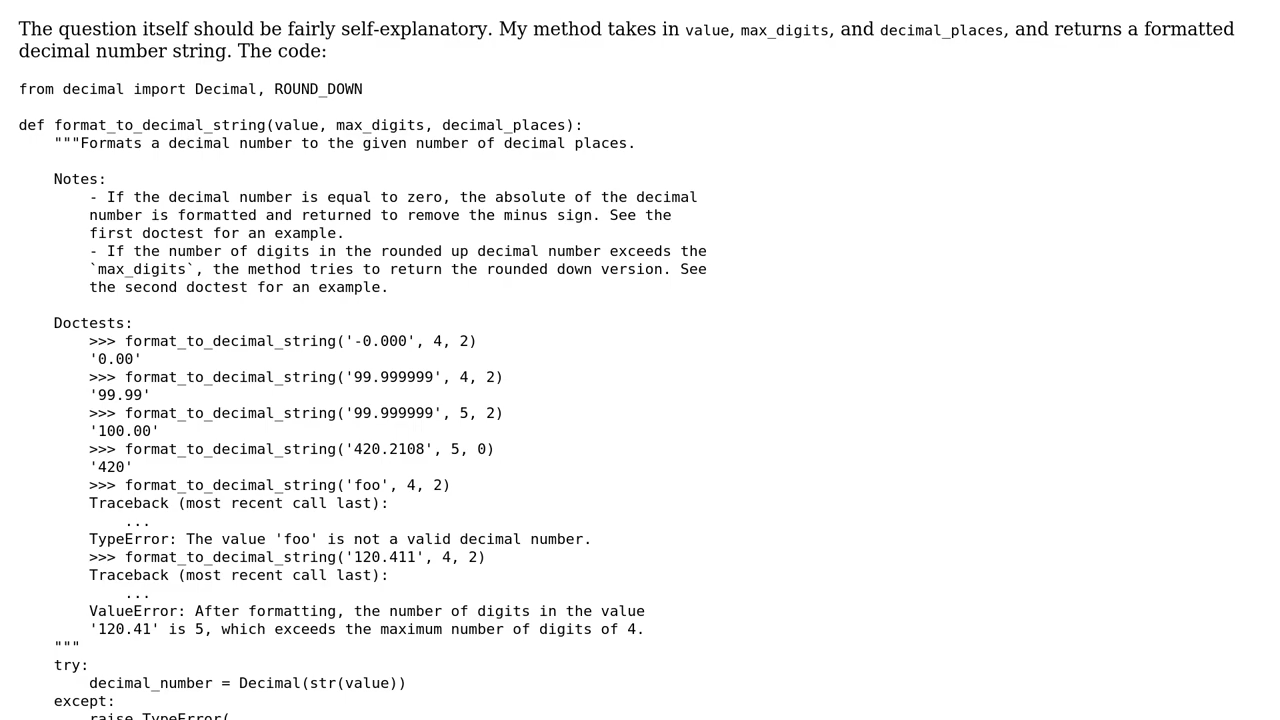 The question itself should be fairly self-explanatory. My method takes in value, max_digits, and decimal_places, and returns a formatted
decimal number string. The code:
from decimal import Decimal, ROUND_DOWN
def format_to_decimal_string(value, max_digits, decimal_places):
    """Formats a decimal number to the given number of decimal places.
    Notes:
        - If the decimal number is equal to zero, the absolute of the decimal
        number is formatted and returned to remove the minus sign. See the
        first doctest for an example.
        - If the number of digits in the rounded up decimal number exceeds the
        `max_digits`, the method tries to return the rounded down version. See
        the second doctest for an example.
    Doctests:
        >>> format_to_decimal_string('-0.000', 4, 2)
        '0.00'
        >>> format_to_decimal_string('99.999999', 4, 2)
        '99.99'
        >>> format_to_decimal_string('99.999999', 5, 2)
        '100.00'
        >>> format_to_decimal_string('420.2108', 5, 0)
        '420'
        >>> format_to_decimal_string('foo', 4, 2)
        Traceback (most recent call last):
            ...
        TypeError: The value 'foo' is not a valid decimal number.
        >>> format_to_decimal_string('120.411', 4, 2)
        Traceback (most recent call last):
            ...
        ValueError: After formatting, the number of digits in the value
        '120.41' is 5, which exceeds the maximum number of digits of 4.
    """
    try:
        decimal_number = Decimal(str(value))
    except:
        raise TypeError(